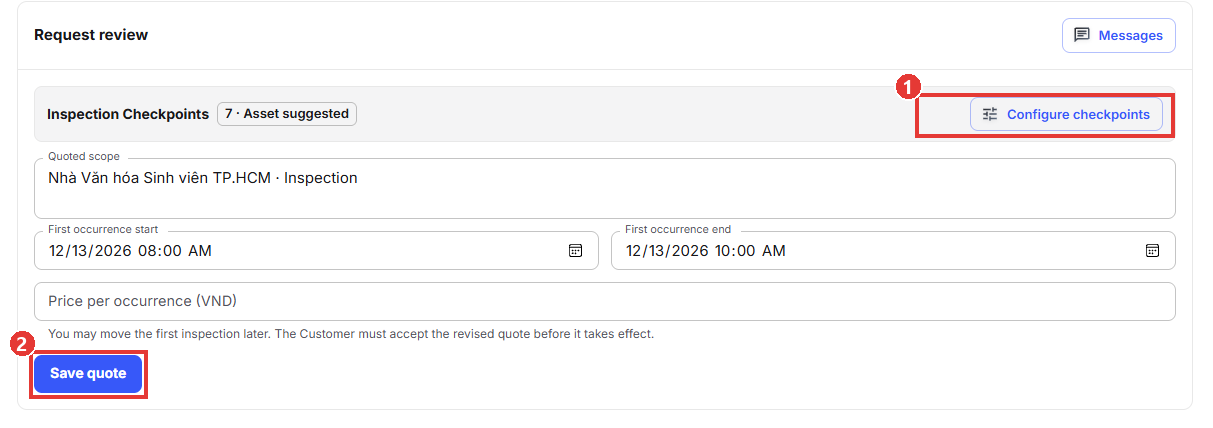 Request review
Messages
1
Inspection Checkpoints 7 · Asset suggested
Configure checkpoints
Quoted scope
Nhà Văn hóa Sinh viên TP.HCM · Inspection
First occurrence start
12/13/2026 08:00 AM
First occurrence end
12/13/2026 10:00 AM
Price per occurrence (VND)
You may move the first inspection later. The Customer must accept the revised quote before it takes effect.
2
Save quote